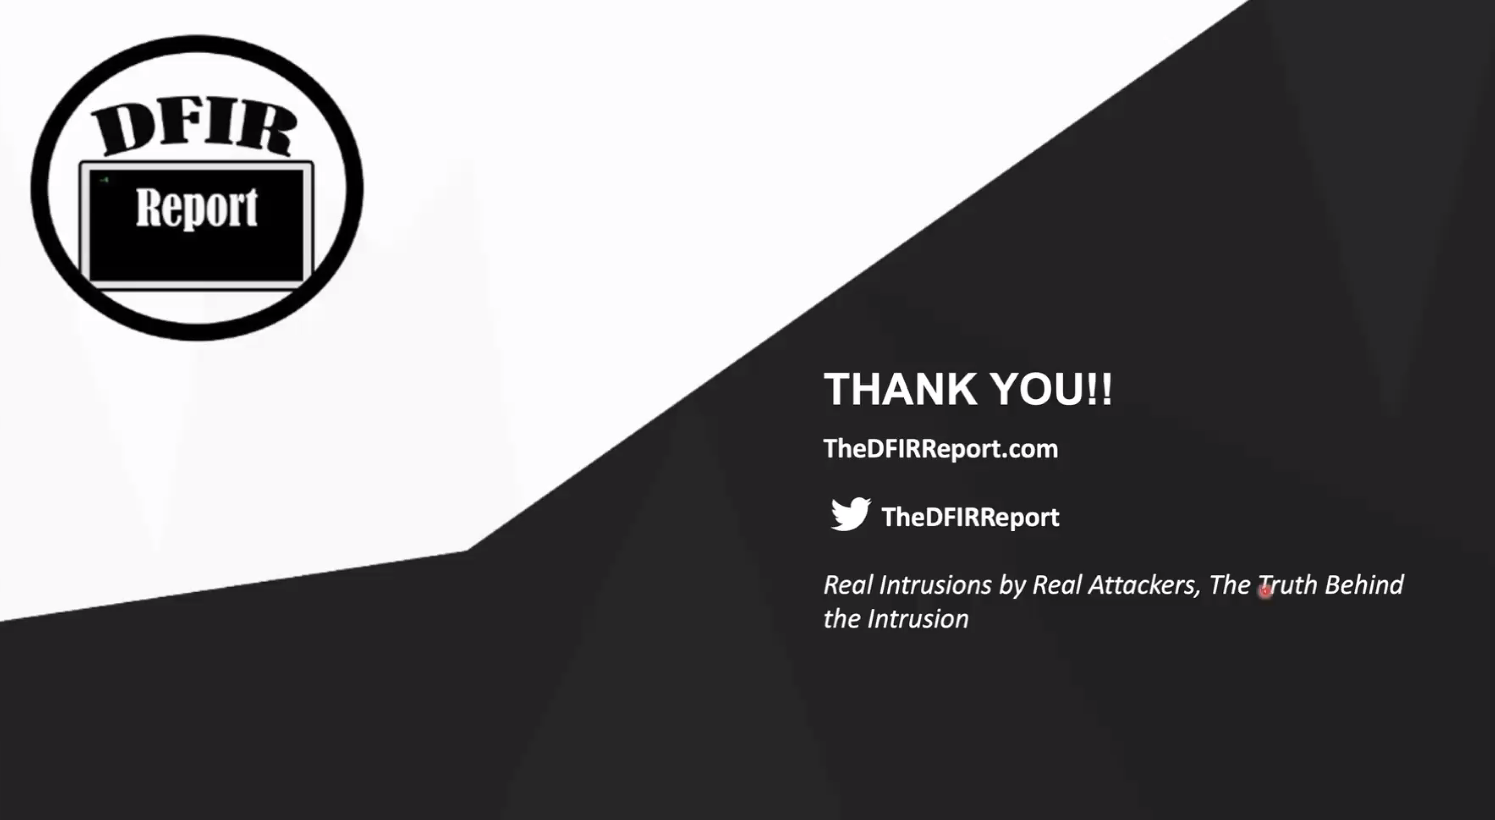 DFIR
Report
THANK YOU!!
TheDFIRReport.com
TheDFIRReport
Real Intrusions by Real Attackers, The Truth Behind
the Intrusion